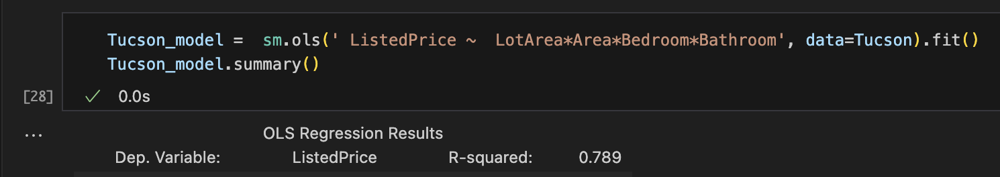 Tucson_model =  sm.ols(' ListedPrice ~  LotArea*Area*Bedroom*Bathroom', data=Tucson).fit()
Tucson_model.summary()
[28]
0.0s
...
OLS Regression Results
Dep. Variable: ListedPrice R-squared: 0.789